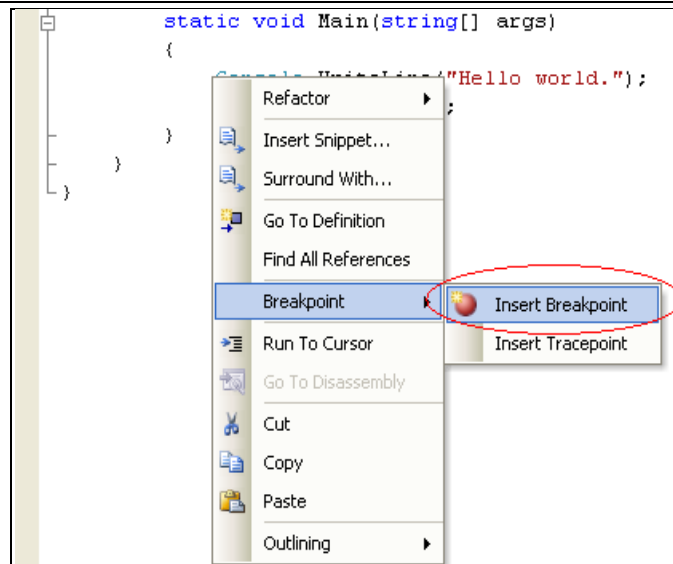 static void Main(string[] args)
{
"Hello world.");
Refactor
;
}
Insert Snippet...
}
Surround With...
}
Go To Definition
Find All References
Breakpoint
Insert Breakpoint
Run To Cursor
Insert Tracepoint
Go To Disassembly
Cut
Copy
Paste
Outlining